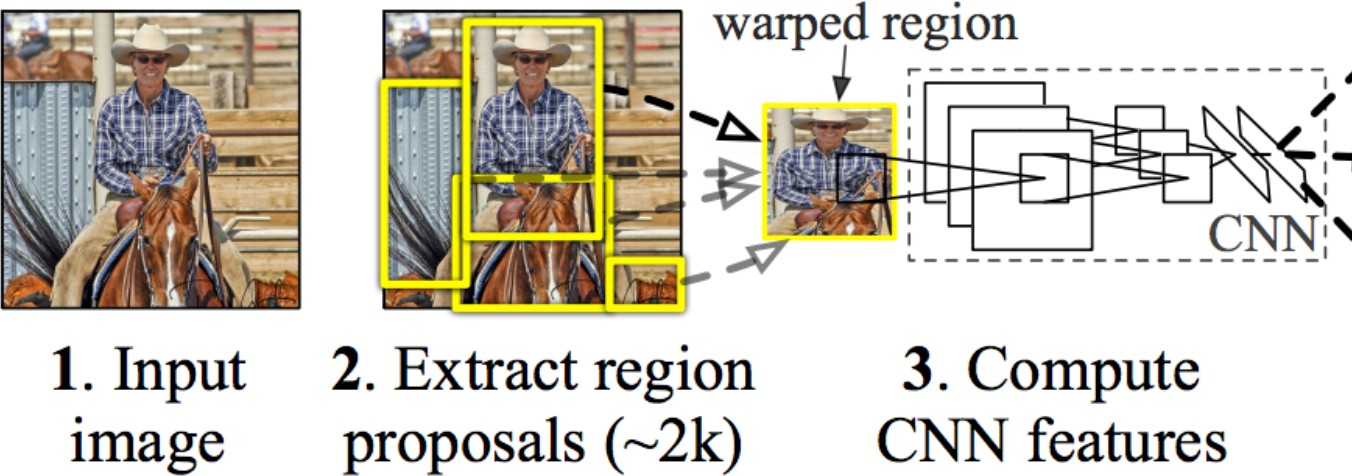 warped region
CNN
1. Input
image
2. Extract region
proposals (~2k)
3. Compute
CNN features